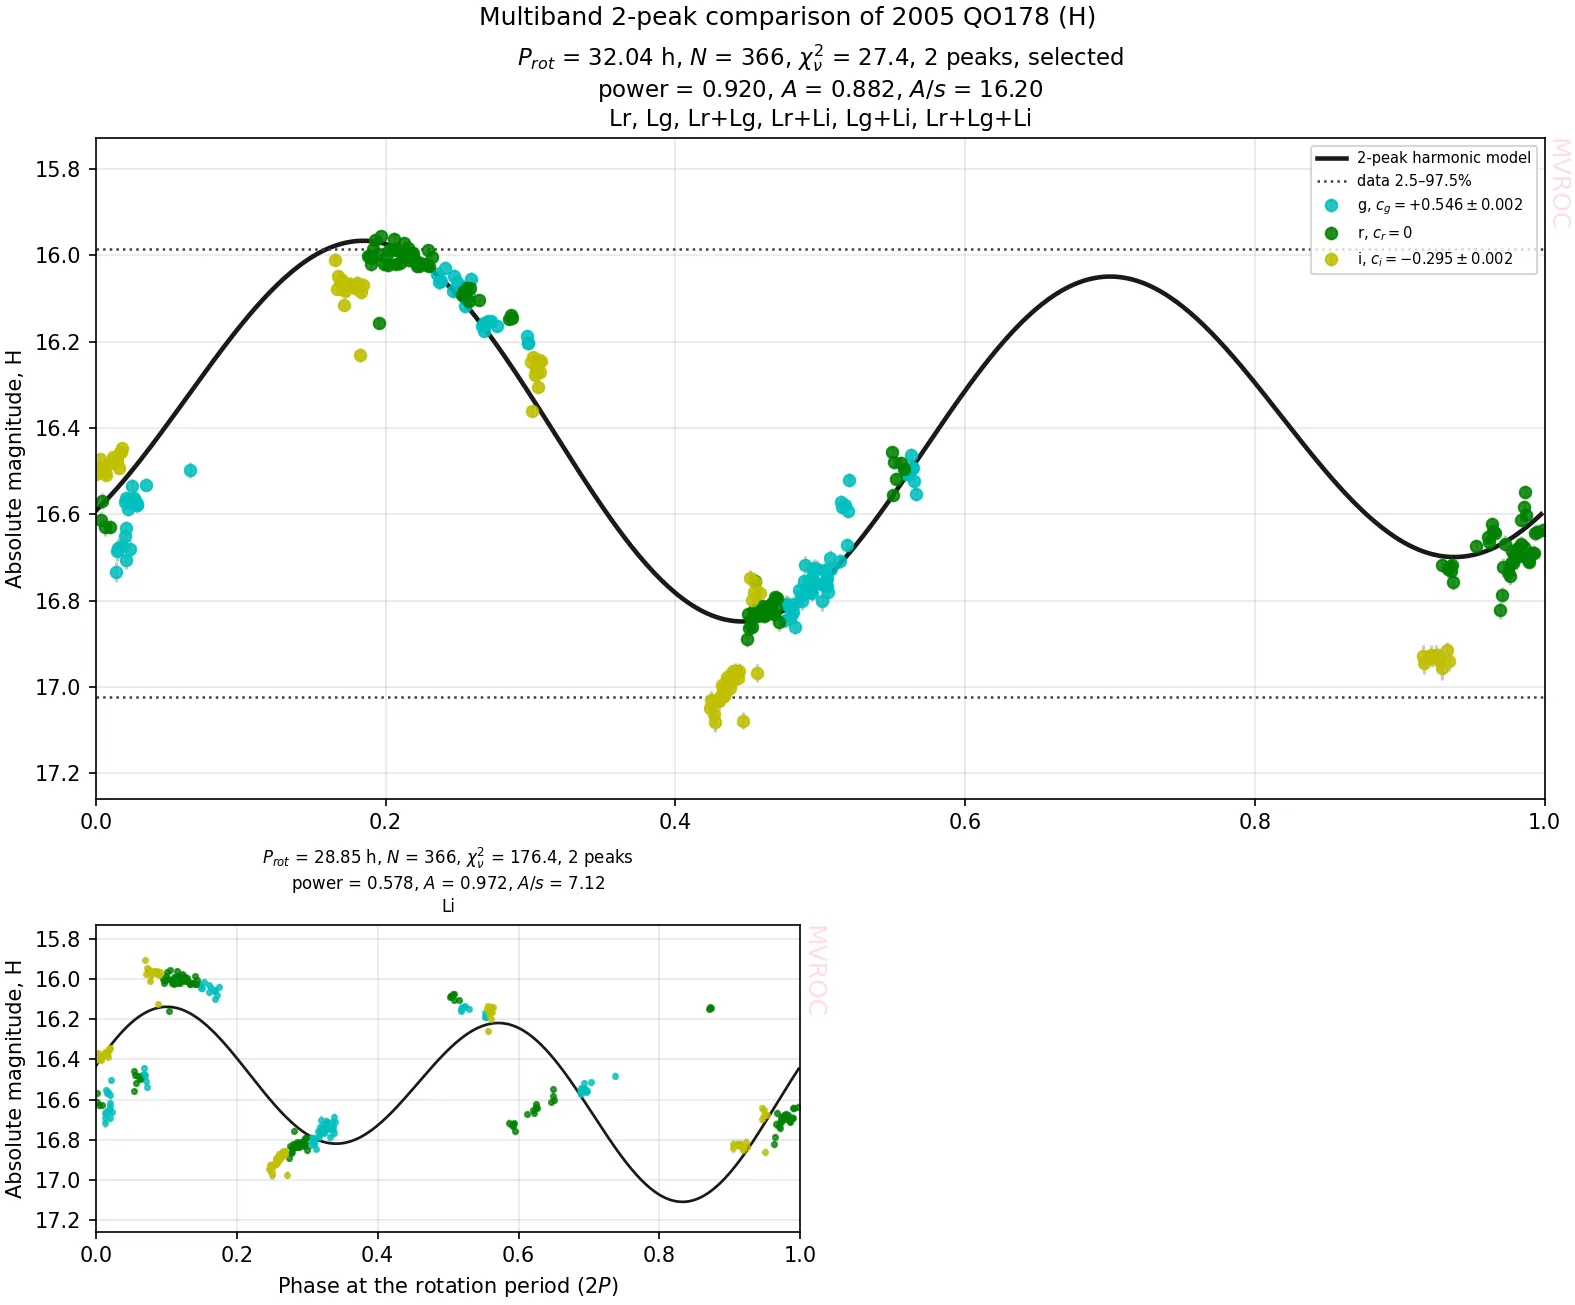 Multiband 2-peak comparison of 2005 QO178 (H)
P_rot = 32.04 h, N = 366, χ²_ν = 27.4, 2 peaks, selected
power = 0.920, A = 0.882, A/s = 16.20
Lr, Lg, Lr+Lg, Lr+Li, Lg+Li, Lr+Lg+Li
MVROC
2-peak harmonic model
data 2.5–97.5%
g, c_g = +0.546 ± 0.002
r, c_r = 0
i, c_i = −0.295 ± 0.002
Absolute magnitude, H
15.8
16.0
16.2
16.4
16.6
16.8
17.0
17.2
0.0 0.2 0.4 0.6 0.8 1.0
P_rot = 28.85 h, N = 366, χ²_ν = 176.4, 2 peaks
power = 0.578, A = 0.972, A/s = 7.12
Li
MVROC
Absolute magnitude, H
15.8
16.0
16.2
16.4
16.6
16.8
17.0
17.2
0.0 0.2 0.4 0.6 0.8 1.0
Phase at the rotation period (2P)